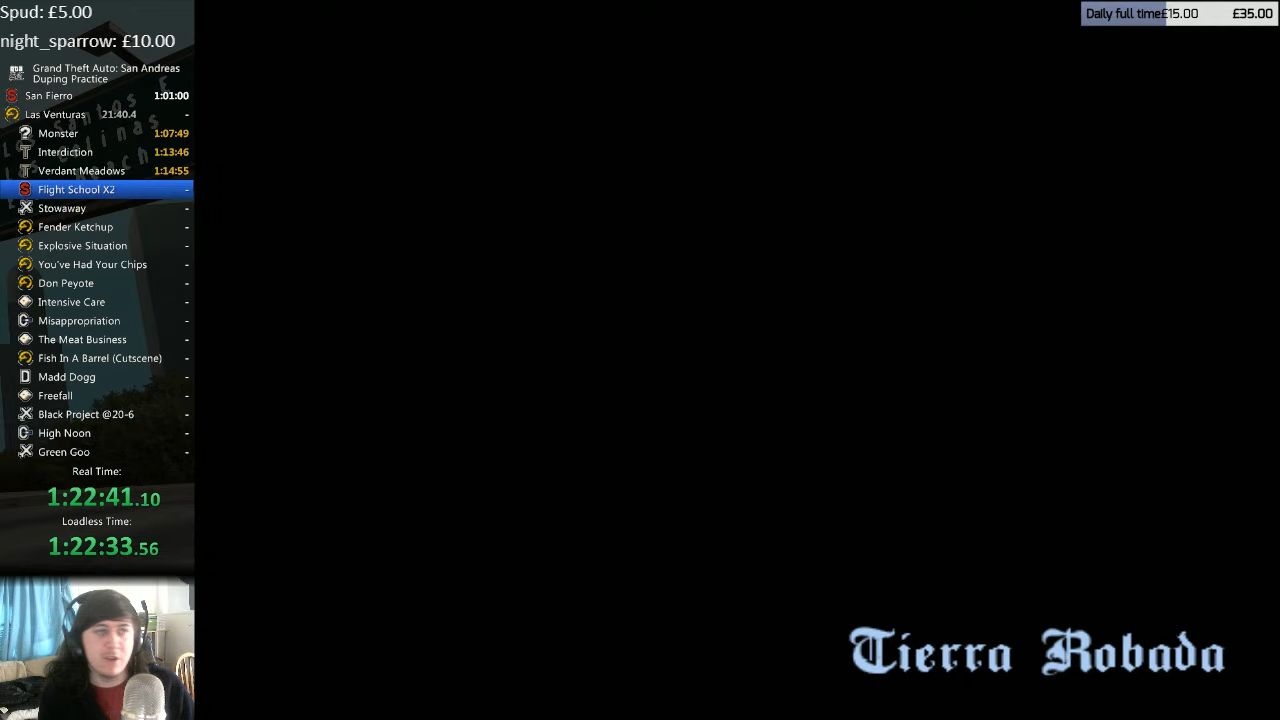 Spud: £5.00
night_sparrow: £10.00
Daily full time £15.00 £35.00
Grand Theft Auto: San Andreas
Duping Practice
San Fierro 1:01:00
Las Venturas 21:40.4 -
Monster 1:07:49
Interdiction 1:13:46
Verdant Meadows 1:14:55
Flight School X2 -
Stowaway -
Fender Ketchup -
Explosive Situation -
You've Had Your Chips -
Don Peyote -
Intensive Care -
Misappropriation -
The Meat Business -
Fish In A Barrel (Cutscene) -
Madd Dogg -
Freefall -
Black Project @20-6 -
High Noon -
Green Goo -
Real Time:
1:22:41.10
Loadless Time:
1:22:33.56
Tierra Robada